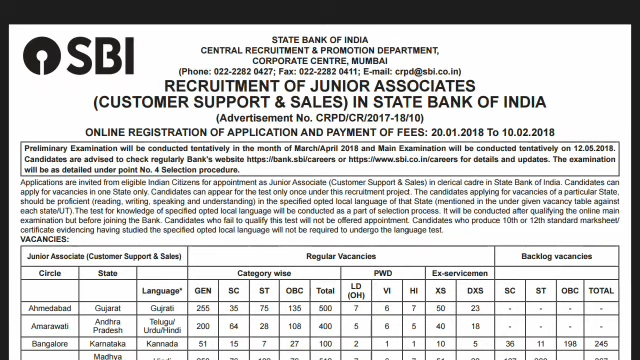 SBI
STATE BANK OF INDIA
CENTRAL RECRUITMENT & PROMOTION DEPARTMENT,
CORPORATE CENTRE, MUMBAI
(Phone: 022-2282 0427; Fax: 022-2282 0411; E-mail: crpd@sbi.co.in)
RECRUITMENT OF JUNIOR ASSOCIATES
(CUSTOMER SUPPORT & SALES) IN STATE BANK OF INDIA
(Advertisement No. CRPD/CR/2017-18/10)
ONLINE REGISTRATION OF APPLICATION AND PAYMENT OF FEES: 20.01.2018 To 10.02.2018
Preliminary Examination will be conducted tentatively in the month of March/April 2018 and Main Examination will be conducted tentatively on 12.05.2018.
Candidates are advised to check regularly Bank's website https://bank.sbi/careers or https://www.sbi.co.in/careers for details and updates. The examination
will be as detailed under point No. 4 Selection procedure.
Applications are invited from eligible Indian Citizens for appointment as Junior Associate (Customer Support & Sales) in clerical cadre in State Bank of India. Candidates can
apply for vacancies in one State only. Candidates can appear for the test only once under this recruitment project. The candidates applying for vacancies of a particular State,
should be proficient (reading, writing, speaking and understanding) in the specified opted local language of that State (mentioned in the under given vacancy table against
each state/UT).The test for knowledge of specified opted local language will be conducted as a part of selection process. It will be conducted after qualifying the online main
examination but before joining the Bank. Candidates who fail to qualify this test will not be offered appointment. Candidates who produce 10th or 12th standard marksheet/
certificate evidencing having studied the specified opted local language will not be required to undergo the language test.
VACANCIES:
Junior Associate (Customer Support & Sales) Regular Vacancies Backlog vacancies
Circle State Category wise PWD Ex-servicemen
Language* GEN SC ST OBC Total LD (OH) VI HI XS DXS SC ST OBC TOTAL
Ahmedabad Gujarat Gujrati 255 35 75 135 500 7 6 7 50 23 - - - -
Amarawati Andhra Pradesh Telugu/ Urdu/Hindi 200 64 28 108 400 5 6 5 40 18 - - - -
Bangalore Karnataka Kannada 51 15 7 27 100 2 1 1 10 5 36 11 198 245
Madhya